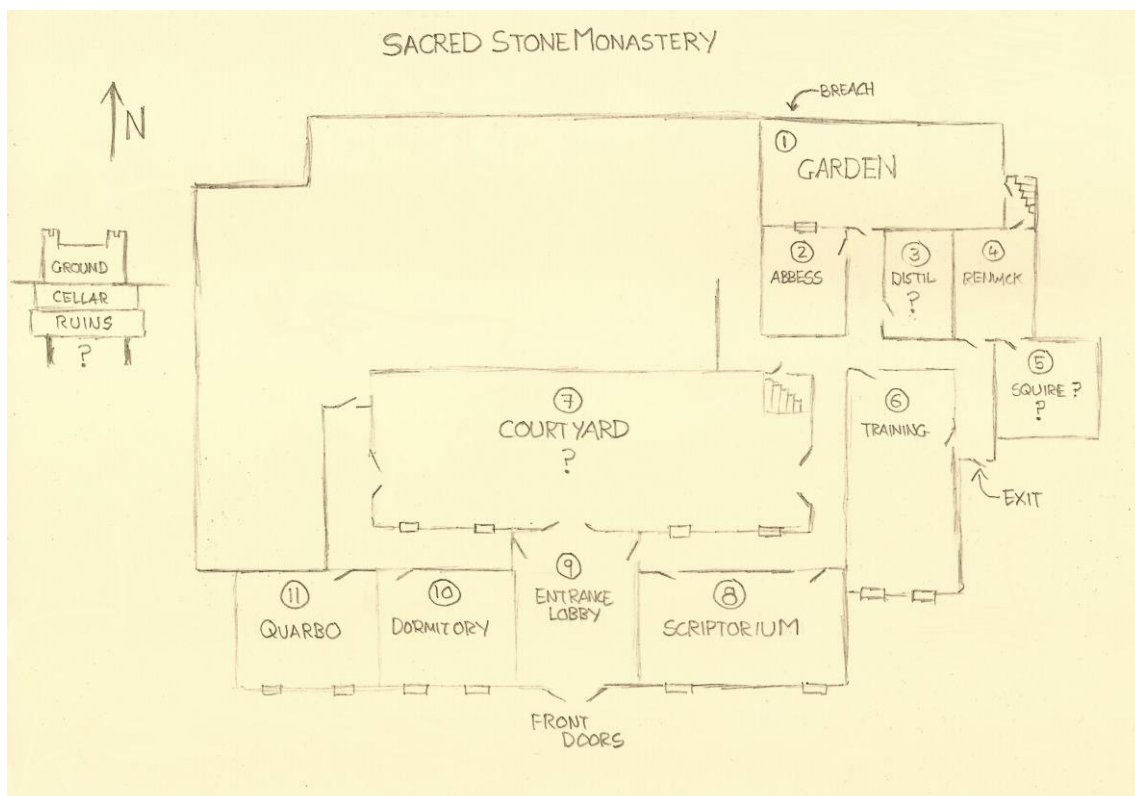 SACRED STONE MONASTERY
BREACH
N
1
GARDEN
GROUND
CELLAR
RUINS
?
2
ABBESS
3
DISTIL
?
4
RENWICK
5
SQUIRE ?
?
6
TRAINING
7
COURTYARD
?
EXIT
8
SCRIPTORIUM
9
ENTRANCE
LOBBY
10
DORMITORY
11
QUARBO
FRONT
DOORS